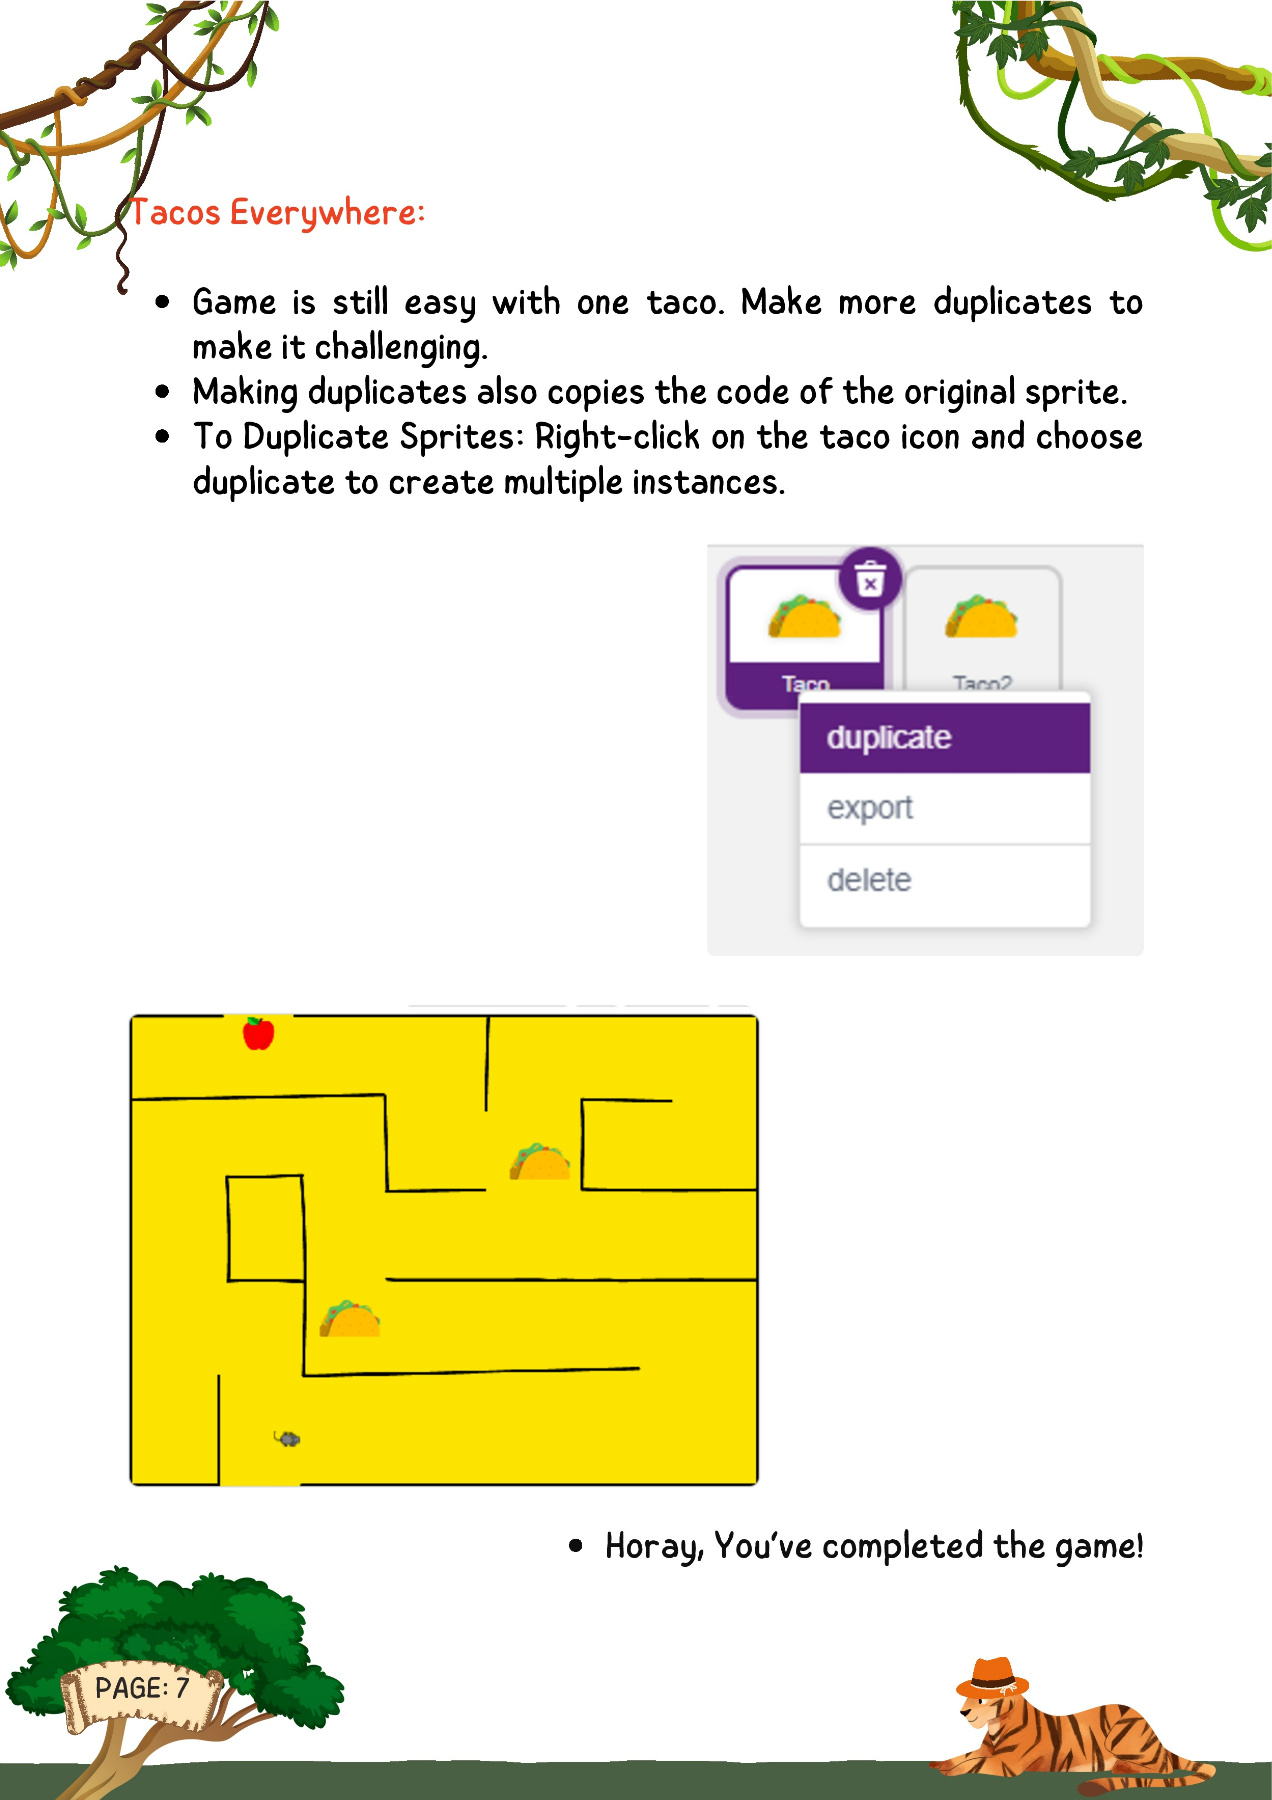 Tacos Everywhere:
• Game is still easy with one taco. Make more duplicates to
make it challenging.
• Making duplicates also copies the code of the original sprite.
• To Duplicate Sprites: Right-click on the taco icon and choose
duplicate to create multiple instances.
Taco
Taco2
duplicate
export
delete
• Horay, You've completed the game!
PAGE: 7